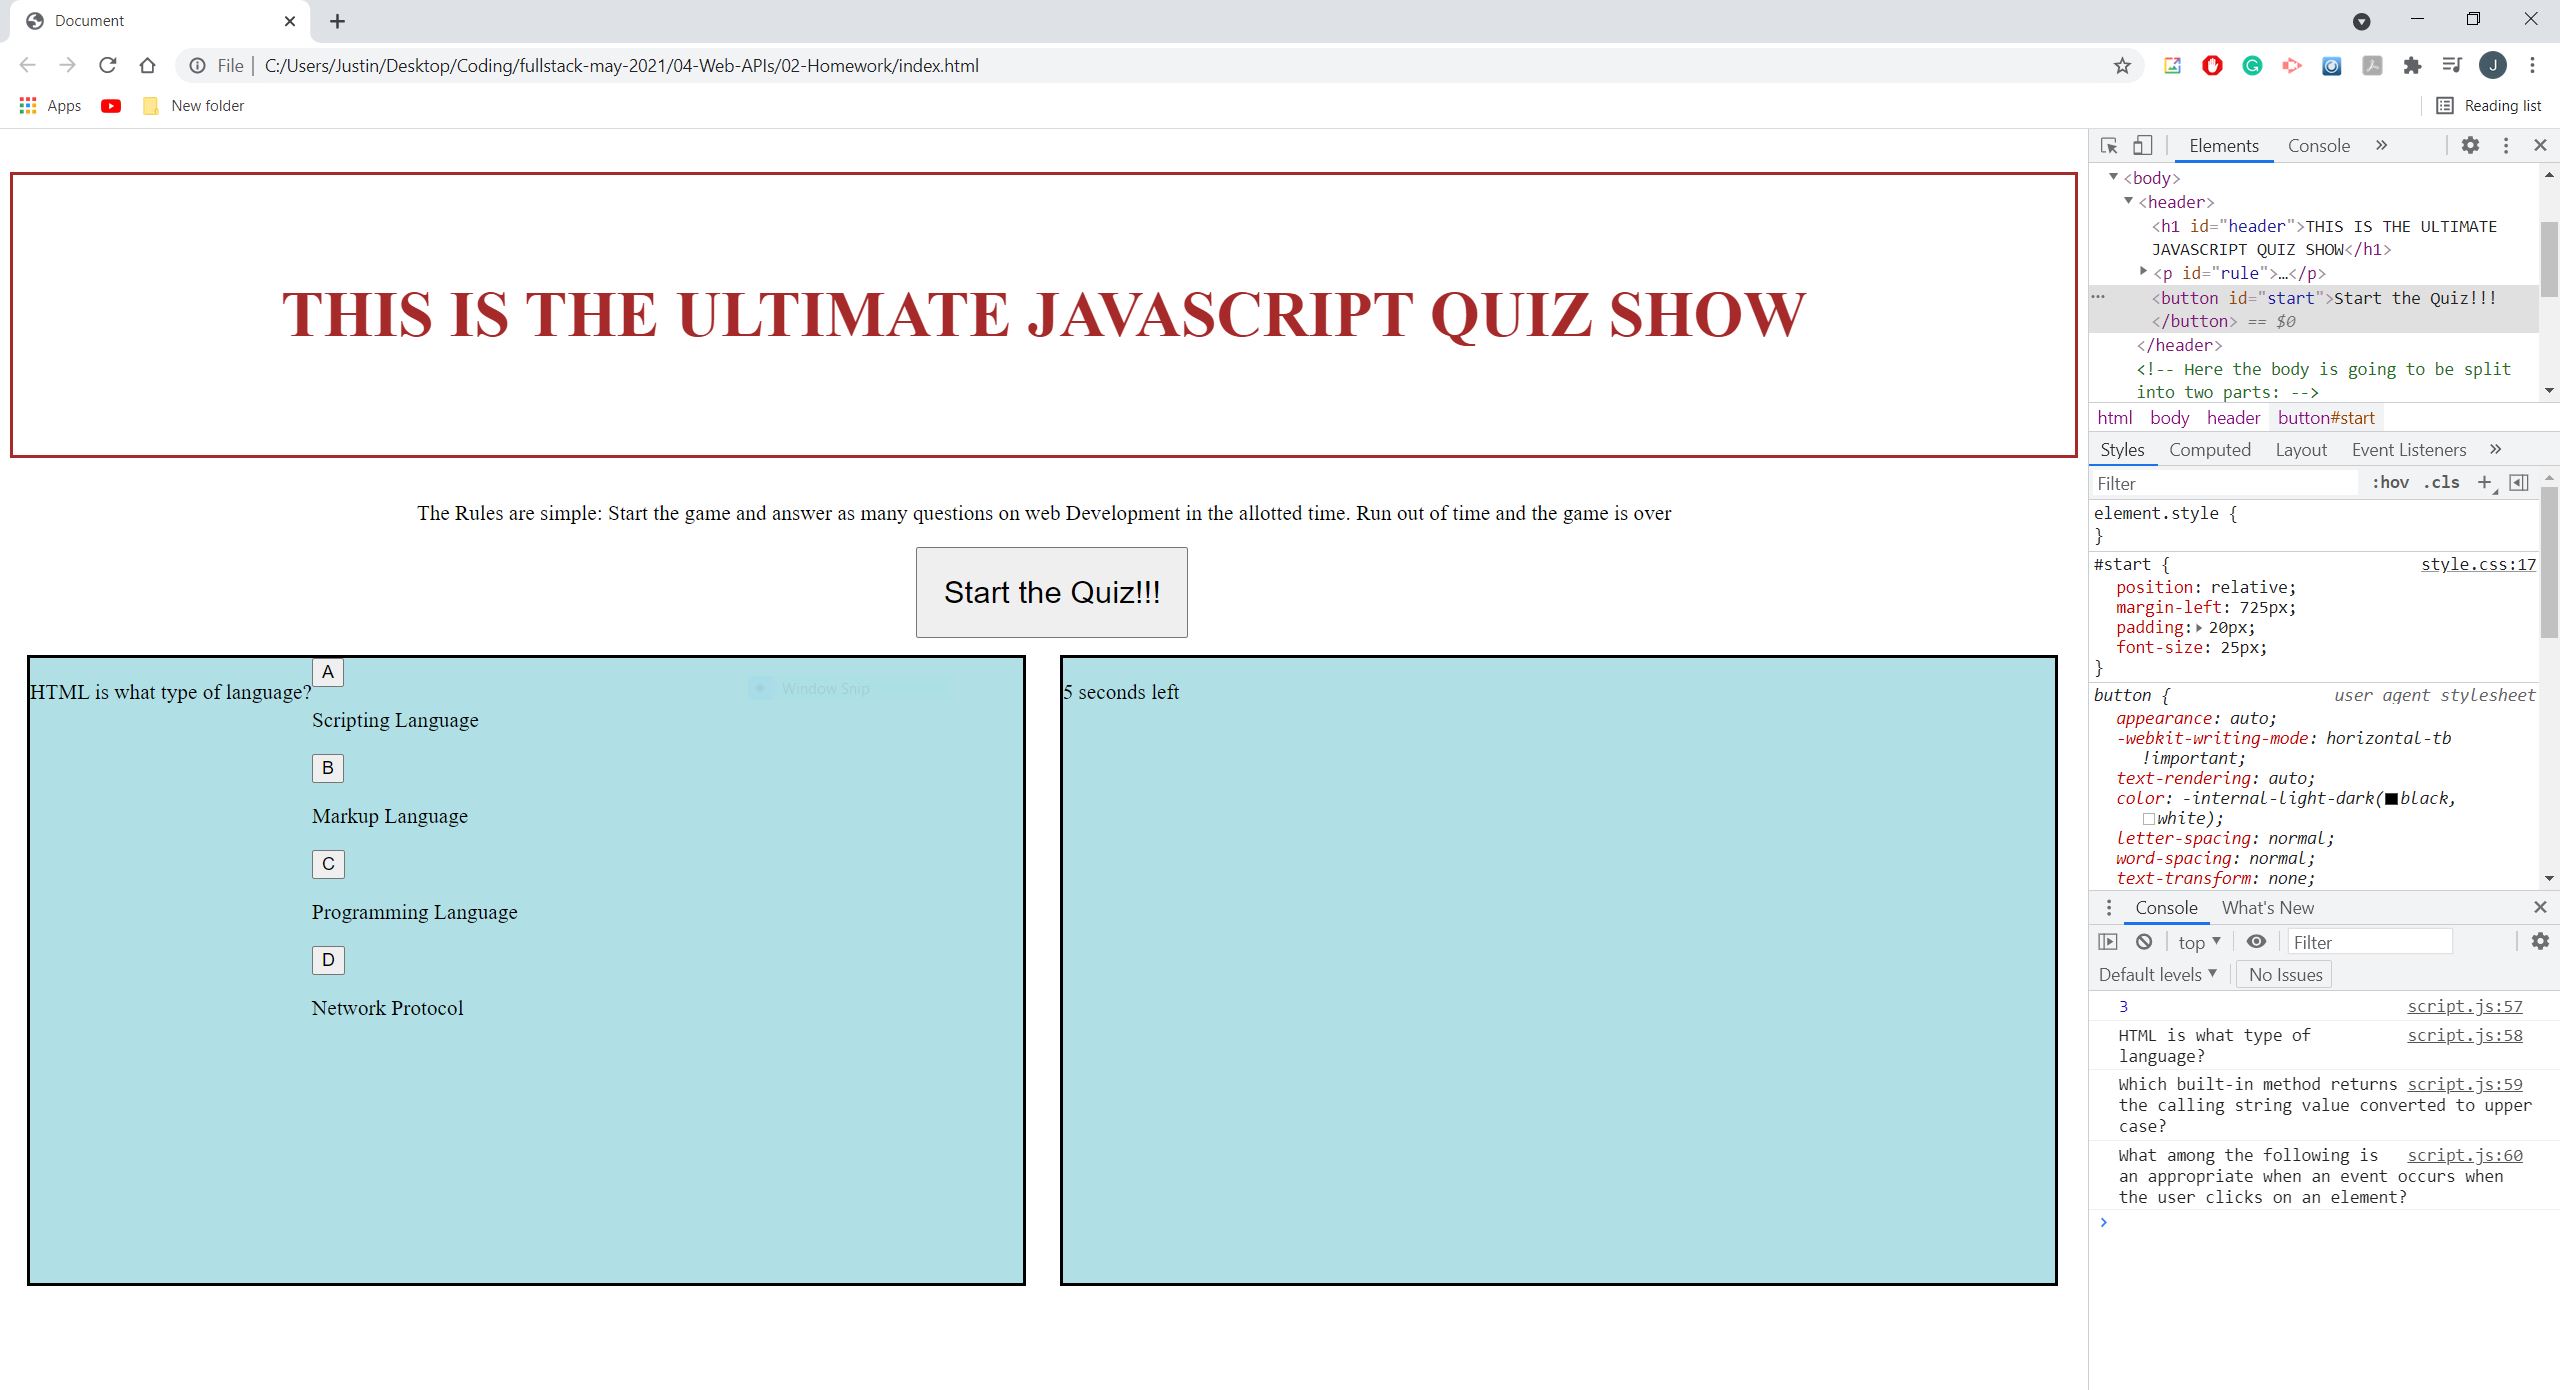 Document
File
C:/Users/Justin/Desktop/Coding/fullstack-may-2021/04-Web-APIs/02-Homework/index.html
J
Apps
New folder
Reading list
THIS IS THE ULTIMATE JAVASCRIPT QUIZ SHOW
The Rules are simple: Start the game and answer as many questions on web Development in the allotted time. Run out of time and the game is over
Start the Quiz!!!
HTML is what type of language?
A
Scripting Language
B
Markup Language
C
Programming Language
D
Network Protocol
Window Snip
5 seconds left
Elements Console »
<body>
<header>
<h1 id="header">THIS IS THE ULTIMATE
JAVASCRIPT QUIZ SHOW</h1>
<p id="rule">…</p>
<button id="start">Start the Quiz!!!
</button> == $0
</header>
<!-- Here the body is going to be split
into two parts: -->
html body header button#start
Styles Computed Layout Event Listeners »
Filter :hov .cls +
element.style {
}
#start { style.css:17
position: relative;
margin-left: 725px;
padding: 20px;
font-size: 25px;
}
button { user agent stylesheet
appearance: auto;
-webkit-writing-mode: horizontal-tb
!important;
text-rendering: auto;
color: -internal-light-dark(black,
white);
letter-spacing: normal;
word-spacing: normal;
text-transform: none;
Console What's New
top Filter
Default levels No Issues
3 script.js:57
HTML is what type of script.js:58
language?
Which built-in method returns script.js:59
the calling string value converted to upper
case?
What among the following is script.js:60
an appropriate when an event occurs when
the user clicks on an element?